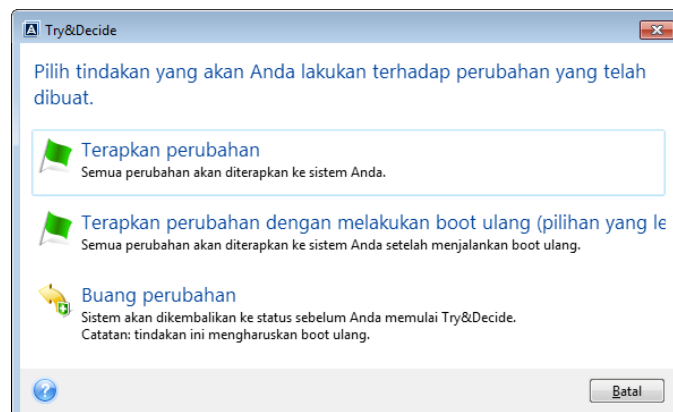 Try&Decide
Pilih tindakan yang akan Anda lakukan terhadap perubahan yang telah
dibuat.
Terapkan perubahan
Semua perubahan akan diterapkan ke sistem Anda.
Terapkan perubahan dengan melakukan boot ulang (pilihan yang le
Semua perubahan akan diterapkan ke sistem Anda setelah menjalankan boot ulang.
Buang perubahan
Sistem akan dikembalikan ke status sebelum Anda memulai Try&Decide.
Catatan: tindakan ini mengharuskan boot ulang.
Batal